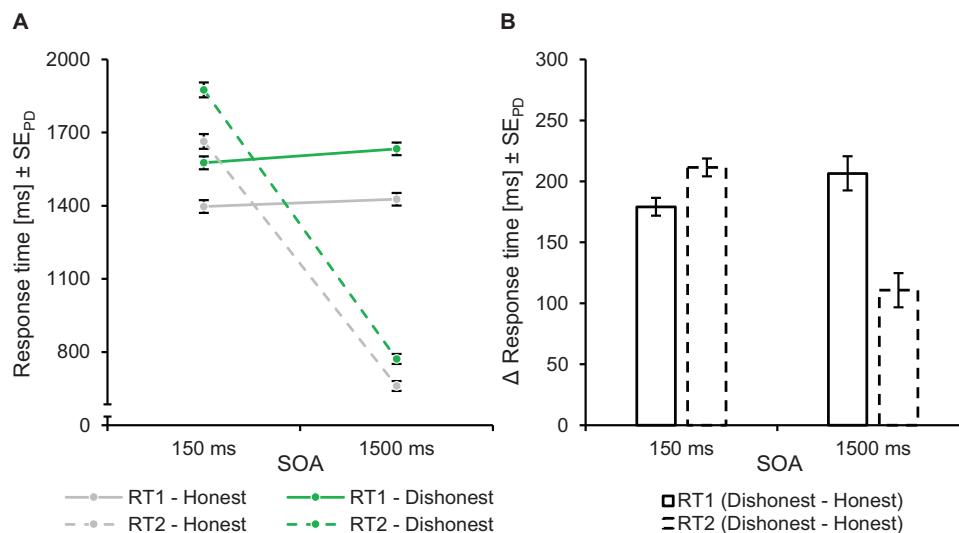 A
B
Response time [ms] ± SE_PD
2000
1700
1400
1100
800
0
150 ms
1500 ms
SOA
RT1 - Honest
RT1 - Dishonest
RT2 - Honest
RT2 - Dishonest
Δ Response time [ms] ± SE_PD
300
250
200
150
100
50
0
150 ms
1500 ms
SOA
RT1 (Dishonest - Honest)
RT2 (Dishonest - Honest)